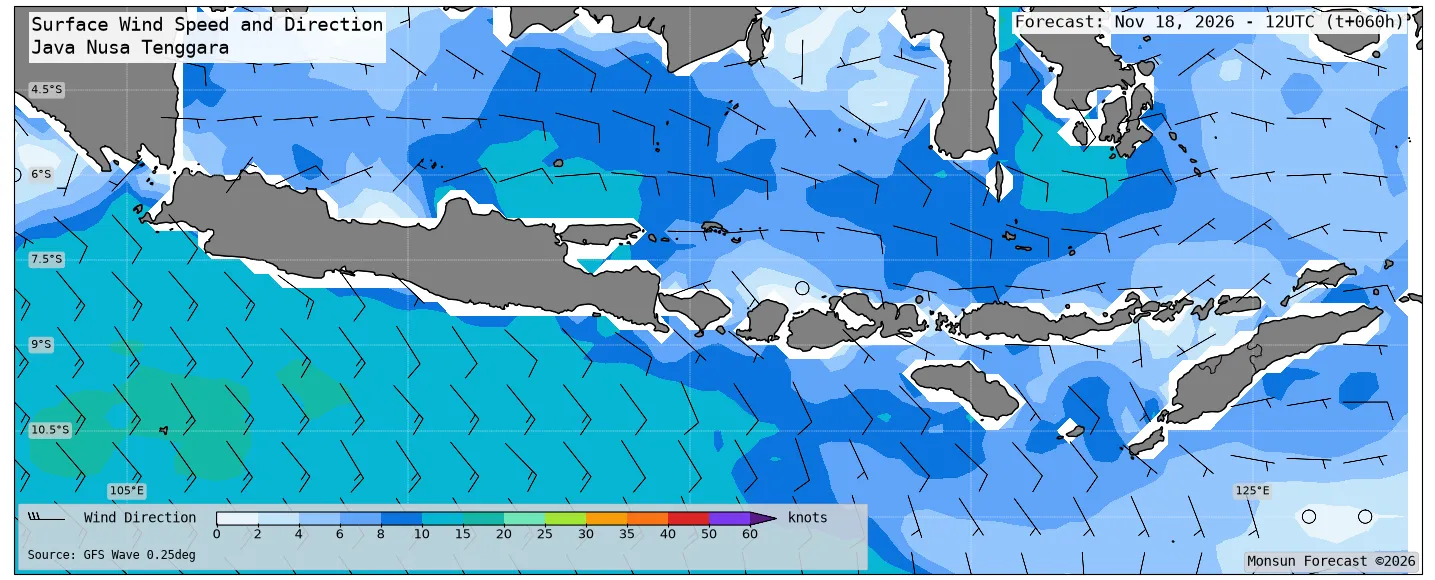 Surface Wind Speed and Direction
Java Nusa Tenggara
Forecast: Nov 18, 2026 - 12UTC (t+060h)
4.5°S
6°S
7.5°S
9°S
10.5°S
105°E
125°E
Wind Direction
knots
0 2 4 6 8 10 15 20 25 30 35 40 50 60
Source: GFS Wave 0.25deg
Monsun Forecast ©2026